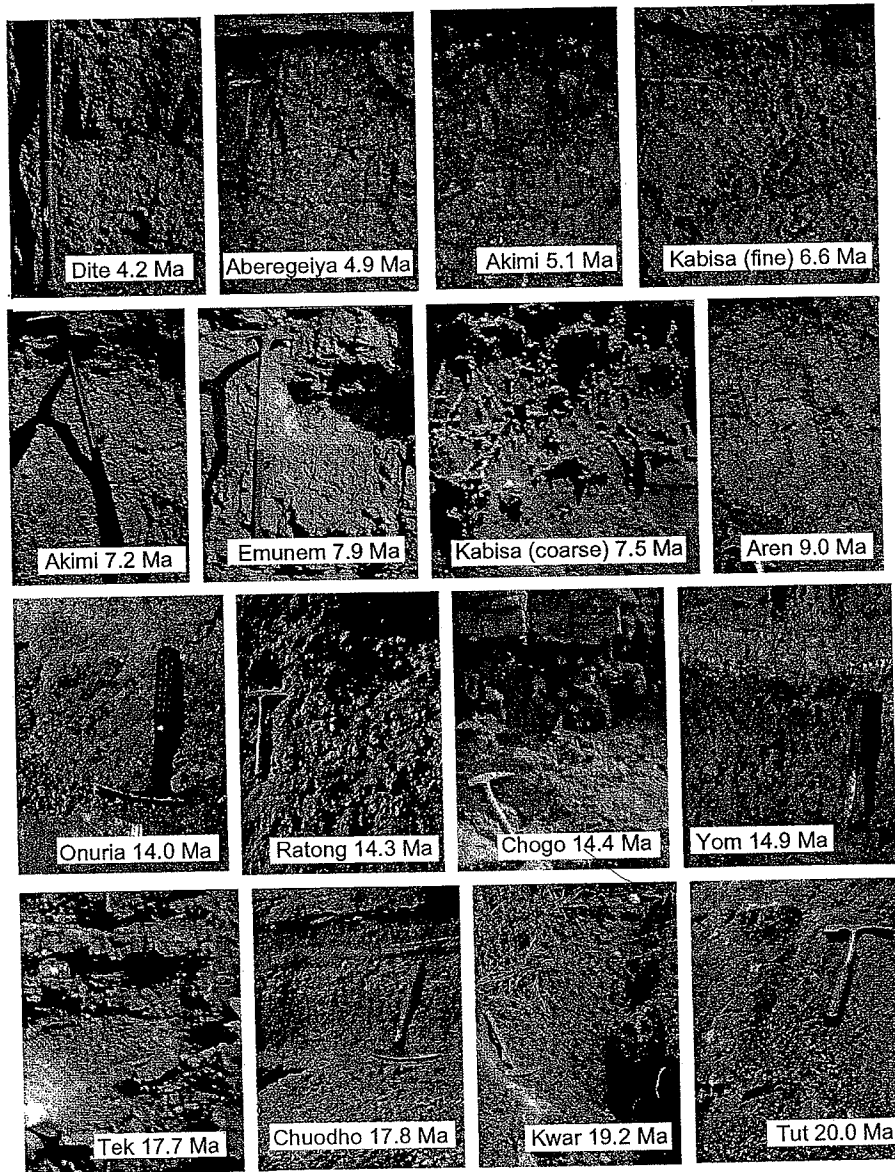 Dite 4.2 Ma
Aberegeiya 4.9 Ma
Akimi 5.1 Ma
Kabisa (fine) 6.6 Ma
Akimi 7.2 Ma
Emunem 7.9 Ma
Kabisa (coarse) 7.5 Ma
Aren 9.0 Ma
Onuria 14.0 Ma
Ratong 14.3 Ma
Chogo 14.4 Ma
Yom 14.9 Ma
Tek 17.7 Ma
Chuodho 17.8 Ma
Kwar 19.2 Ma
Tut 20.0 Ma